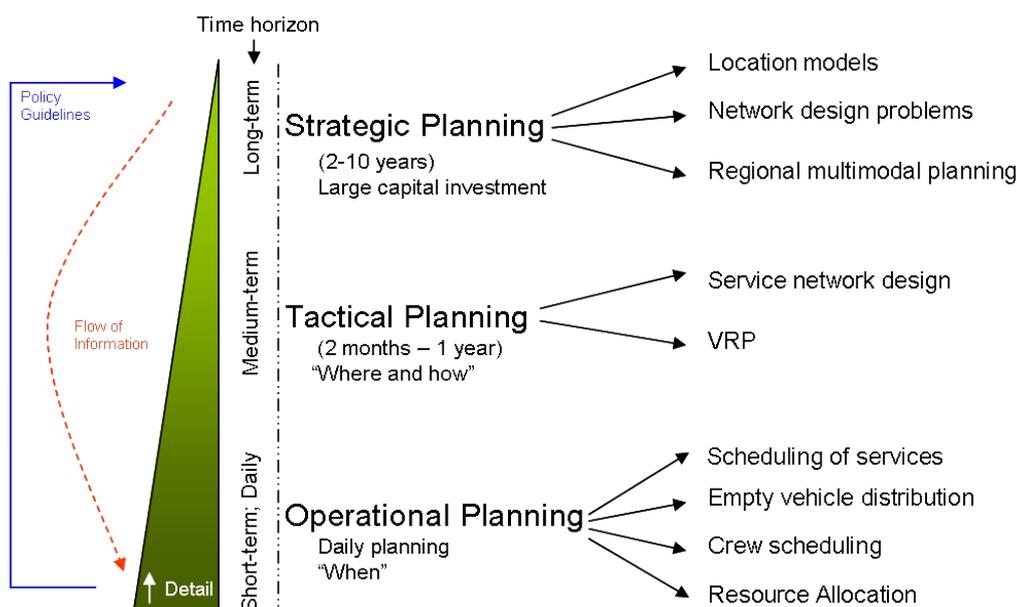 Time horizon
Policy
Guidelines
Long-term
Strategic Planning
(2-10 years)
Large capital investment
Location models
Network design problems
Regional multimodal planning
Flow of
Information
Medium-term
Tactical Planning
(2 months – 1 year)
“Where and how”
Service network design
VRP
Short-term; Daily
Operational Planning
Daily planning
“When”
Scheduling of services
Empty vehicle distribution
Crew scheduling
Resource Allocation
Detail